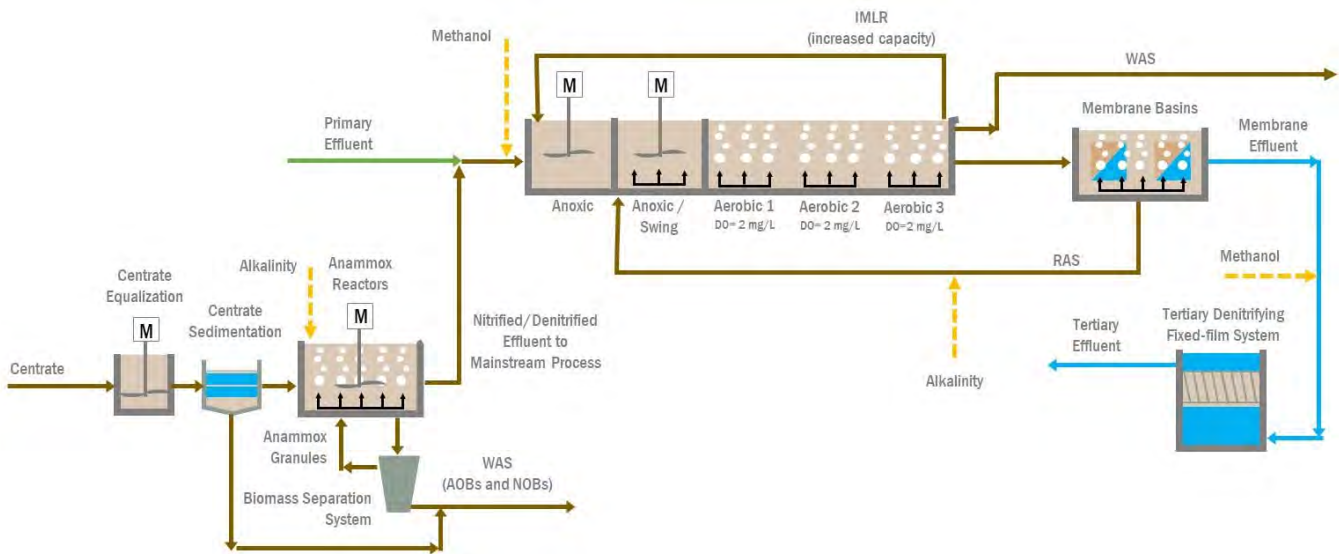 IMLR
(increased capacity)
Methanol
WAS
M
M
Membrane Basins
Membrane
Effluent
Primary
Effluent
Anoxic
Anoxic /
Swing
Aerobic 1
DO= 2 mg/L
Aerobic 2
DO= 2 mg/L
Aerobic 3
DO=2 mg/L
RAS
Methanol
Alkalinity
Anammox
Reactors
Centrate
Equalization
Centrate
Sedimentation
M
M
Nitrified/Denitrified
Effluent to
Mainstream Process
Alkalinity
Tertiary
Effluent
Tertiary Denitrifying
Fixed-film System
Centrate
Anammox
Granules
WAS
(AOBs and NOBs)
Biomass Separation
System